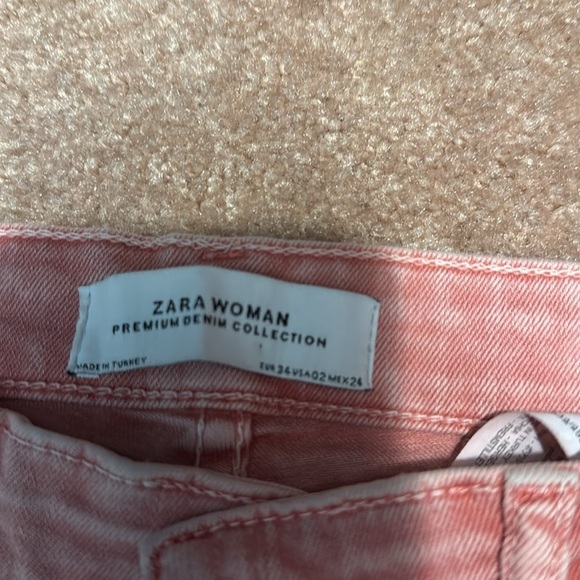 ZARA WOMAN
PREMIUM DENIM COLLECTION
MADE IN TURKEY
EUR 34 USA 02 MEX 24